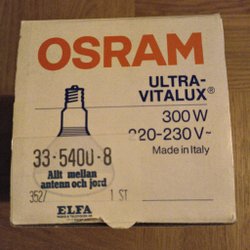 OSRAM
ULTRA-
VITALUX®
300 W
220-230 V~
Made in Italy
33-5400-8
Allt mellan
antenn och jord
352/ 1 ST
ELFA